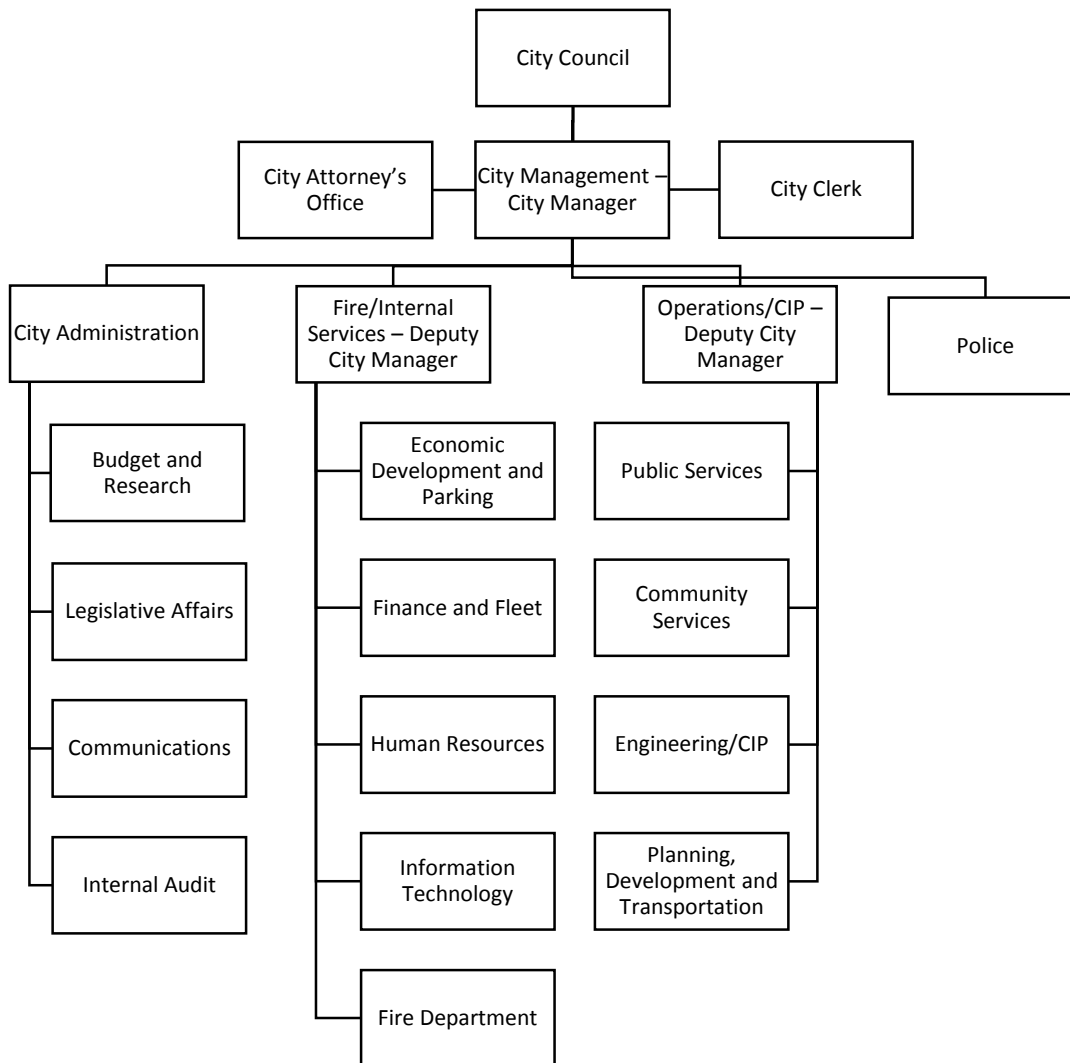 City Council
City Attorney’s
Office
City Management –
City Manager
City Clerk
City Administration
Fire/Internal
Services – Deputy
City Manager
Operations/CIP –
Deputy City
Manager
Police
Budget and
Research
Economic
Development and
Parking
Public Services
Legislative Affairs
Finance and Fleet
Community
Services
Communications
Human Resources
Engineering/CIP
Internal Audit
Information
Technology
Planning,
Development and
Transportation
Fire Department